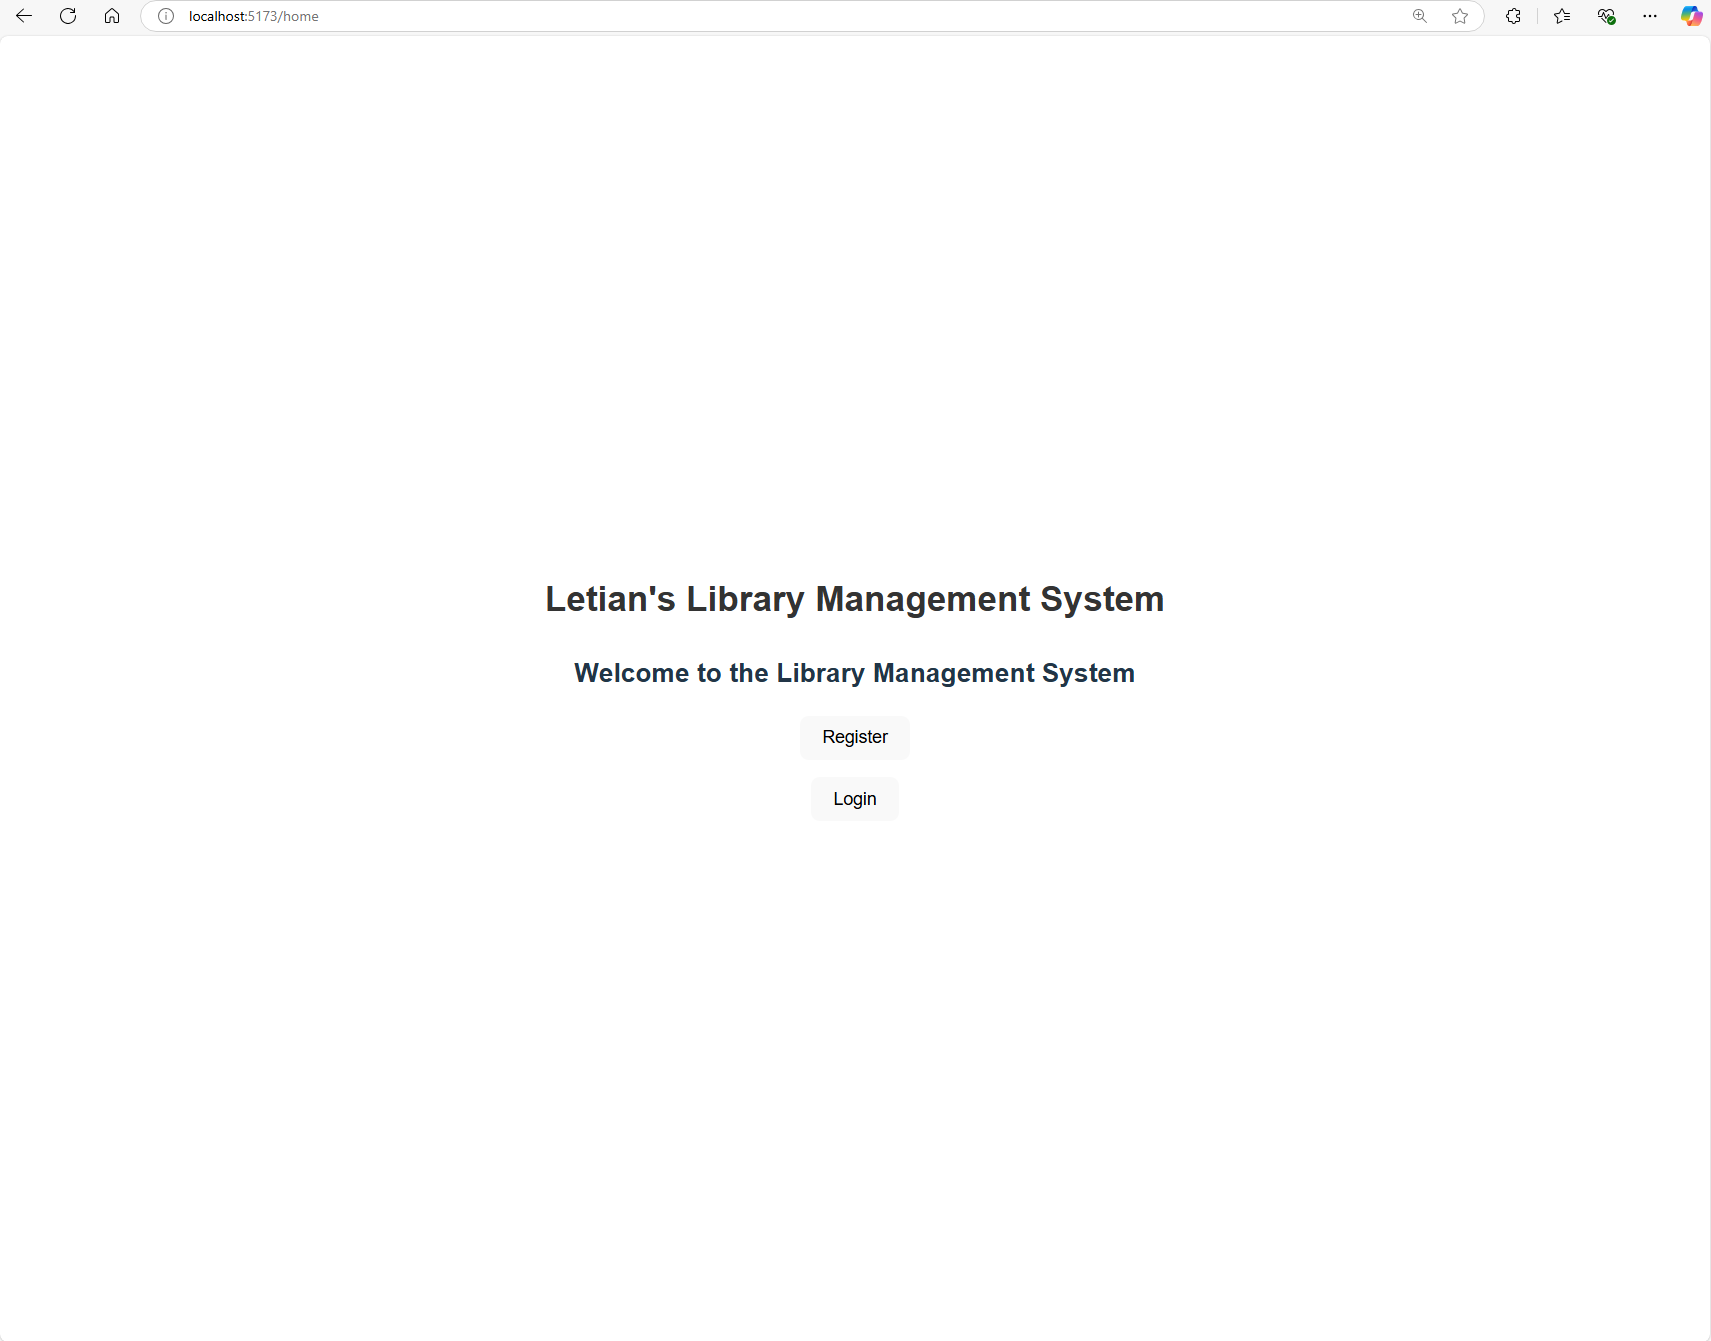 localhost:5173/home
Letian's Library Management System
Welcome to the Library Management System
Register
Login